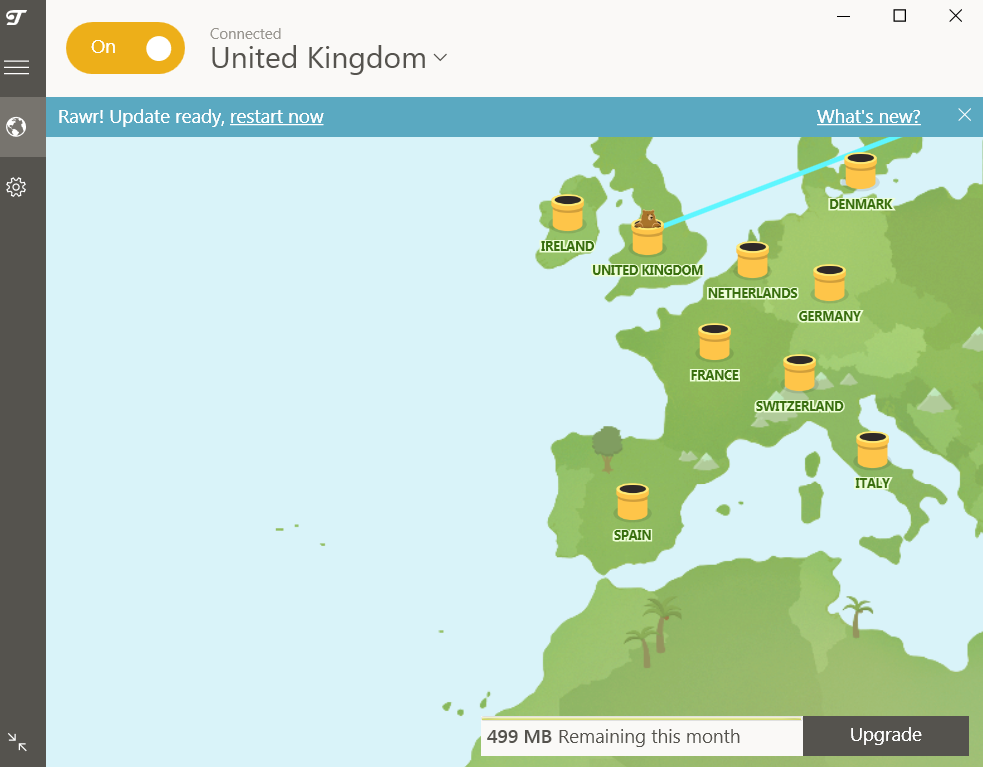 On
Connected
United Kingdom
Rawr! Update ready, restart now
What's new?
DENMARK
IRELAND
UNITED KINGDOM
NETHERLANDS
GERMANY
FRANCE
SWITZERLAND
ITALY
SPAIN
499 MB Remaining this month
Upgrade